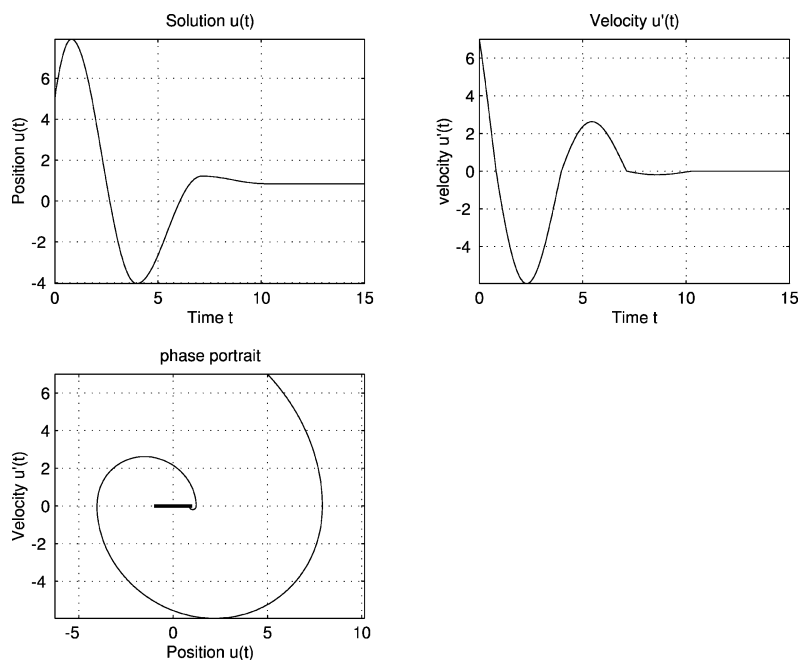 Solution u(t)
Position u(t)
6
4
2
0
-2
-4
0 5 10 15
Time t
Velocity u'(t)
velocity u'(t)
6
4
2
0
-2
-4
0 5 10 15
Time t
phase portrait
Velocity u'(t)
6
4
2
0
-2
-4
-5 0 5 10
Position u(t)